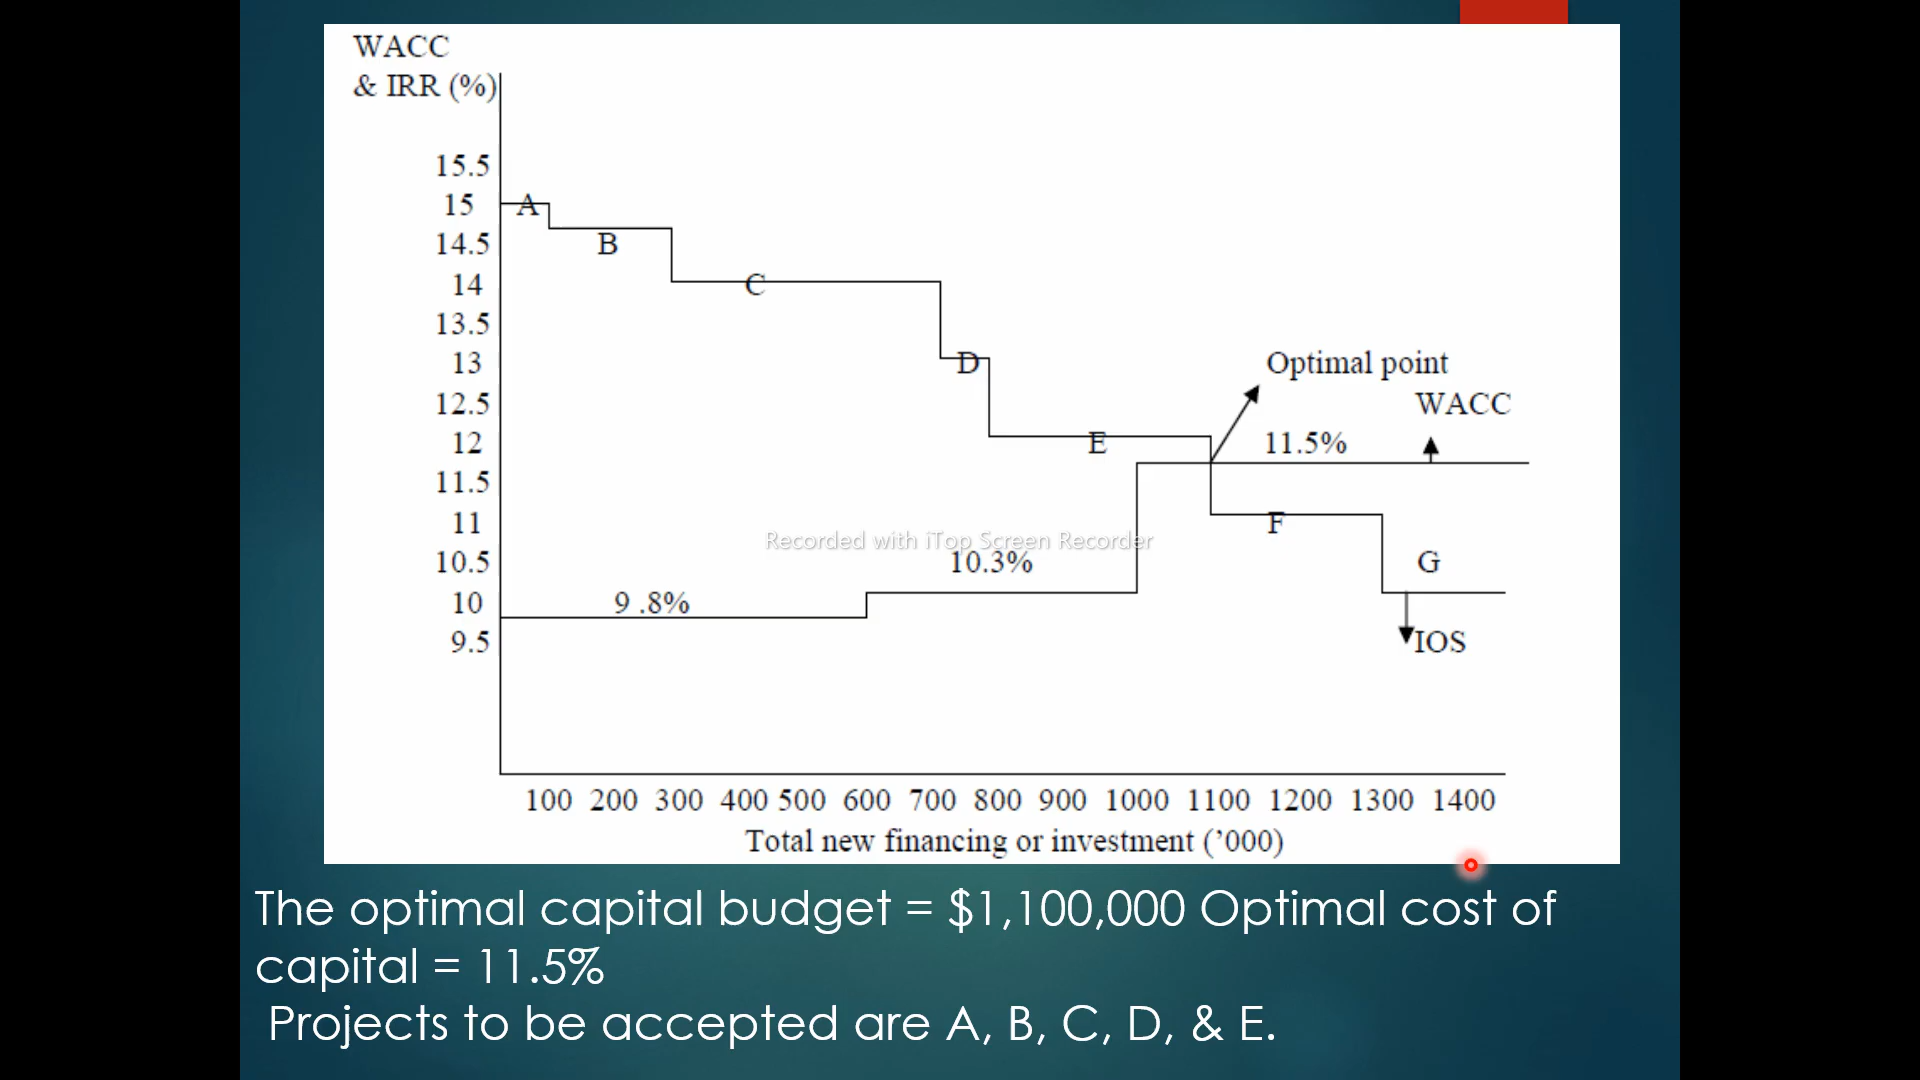 WACC
& IRR (%)
15.5
15
A
14.5
B
14
C
13.5
13
D
Optimal point
12.5
WACC
12
E
11.5%
11.5
11
F
Recorded with iTop Screen Recorder
10.5
10.3%
G
10
9 .8%
9.5
IOS
100 200 300 400 500 600 700 800 900 1000 1100 1200 1300 1400
Total new financing or investment (’000)
The optimal capital budget = $1,100,000 Optimal cost of
capital = 11.5%
Projects to be accepted are A, B, C, D, & E.